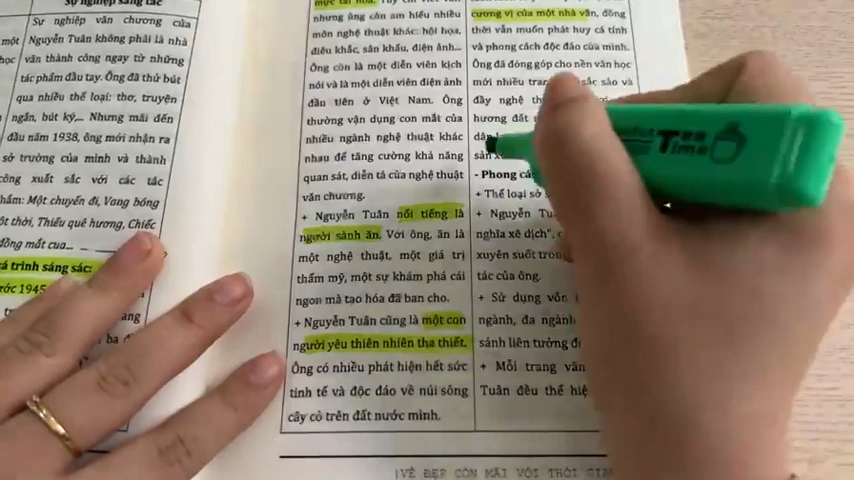 Sự nghiệp sáng tác
Sự nghiệp văn chương của
Nguyễn Tuân không phải là nhà
văn thành công ngay từ những
tác phẩm đầu tay. Ông đã thử bút
qua nhiều thể loại: thơ, truyện
ngắn, bút ký,... Nhưng mãi đến
đầu năm 1938, ông mới nhận ra
sở trường của mình và thành
công xuất sắc với các tác
phẩm: Một chuyến đi, Vang bóng
một thời, Thiếu quê hương, Chiếc
đồng mắt cua...
trình sáng tác:
trước 1945
nhưng ông còn am hiểu nhiều
môn nghệ thuật khác: hội họa,
điêu khắc, sân khấu, điện ảnh...
Ông còn là một diễn viên kịch
nói và là một diễn viên điện ảnh
đầu tiên ở Việt Nam. Ông
thường vận dụng con mắt của
nhiều ngành nghệ thuật khác
nhau để tăng cường khả năng
quan sát, diễn tả của nghệ thuật
văn chương.
+ Nguyễn Tuân nổi tiếng là
người sành ăn. Với ông, ăn là
một nghệ thuật, một giá trị
thẩm mỹ, một sự khám phá cái
ngon mà tạo hóa đã ban cho.
+ Nguyễn Tuân cũng là một con
người yêu thiên nhiên tha thiết.
Ông có nhiều phát hiện hết sức
tinh tế và độc đáo về núi sông
cây cỏ trên đất nước mình.
cương vị của một nhà văn, đồng
thời vẫn muốn phát huy cá tính
và phong cách độc đáo của mình.
Ông đã đóng góp cho nền văn học
mới nhiều sắc sảo và
đầy nghệ
hương đất
dân
sản
- Phong
+ Thể loại sở
+ Nguyễn
nghĩa xê dịch",
xuyên suốt
tác của ông.
+ Sử dụng vốn
ngành, đa ngành
sánh liên tưởng
+ Mỗi trang
Tuân đều thể
VẺ ĐẸP CÒN MÃI VỚI THỜI
Time